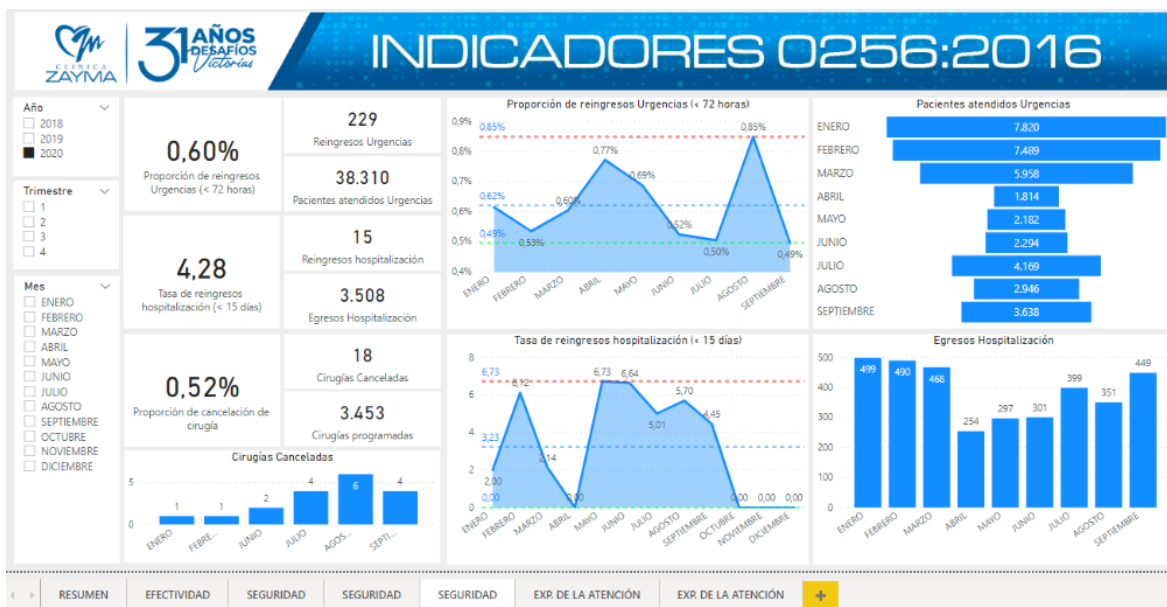 CLINICA
ZAYMA
31 AÑOS
DESAFÍOS
Victorias
INDICADORES 0256:2016
Año
2018
2019
2020
Trimestre
1
2
3
4
Mes
ENERO
FEBRERO
MARZO
ABRIL
MAYO
JUNIO
JULIO
AGOSTO
SEPTIEMBRE
OCTUBRE
NOVIEMBRE
DICIEMBRE
0,60%
Proporción de reingresos
Urgencias (< 72 horas)
229
Reingresos Urgencias
38.310
Pacientes atendidos Urgencias
4,28
Tasa de reingresos
hospitalización (< 15 días)
15
Reingresos hospitalización
3.508
Egresos Hospitalización
0,52%
Proporción de cancelación de
cirugía
18
Cirugías Canceladas
3.453
Cirugías programadas
Cirugías Canceladas
5
0
1
1
2
4
6
4
ENERO
FEBRE...
JUNIO
JULIO
AGOS...
SEPTI...
Proporción de reingresos Urgencias (< 72 horas)
0,9%
0,8%
0,7%
0,6%
0,5%
0,4%
0,85%
0,62%
0,49%
0,53%
0,60%
0,77%
0,69%
0,52%
0,50%
0,85%
0,49%
ENERO
FEBRERO
MARZO
ABRIL
MAYO
JUNIO
JULIO
AGOSTO
SEPTIEMBRE
Pacientes atendidos Urgencias
ENERO 7.820
FEBRERO 7.489
MARZO 5.958
ABRIL 1.814
MAYO 2.182
JUNIO 2.294
JULIO 4.169
AGOSTO 2.946
SEPTIEMBRE 3.638
Tasa de reingresos hospitalización (< 15 días)
8
6
4
2
0
6,73
3,23
0,00
2,00
6,12
2,14
0,00
6,73
6,64
5,01
5,70
4,45
0,00
0,00
0,00
ENERO
FEBRERO
MARZO
ABRIL
MAYO
JUNIO
JULIO
AGOSTO
SEPTIEMBRE
OCTUBRE
NOVIEMBRE
DICIEMBRE
Egresos Hospitalización
500
400
300
200
100
0
499
490
468
254
297
301
399
351
449
ENERO
FEBRERO
MARZO
ABRIL
MAYO
JUNIO
JULIO
AGOSTO
SEPTIEMBRE
RESUMEN
EFECTIVIDAD
SEGURIDAD
SEGURIDAD
SEGURIDAD
EXP. DE LA ATENCIÓN
EXP. DE LA ATENCIÓN